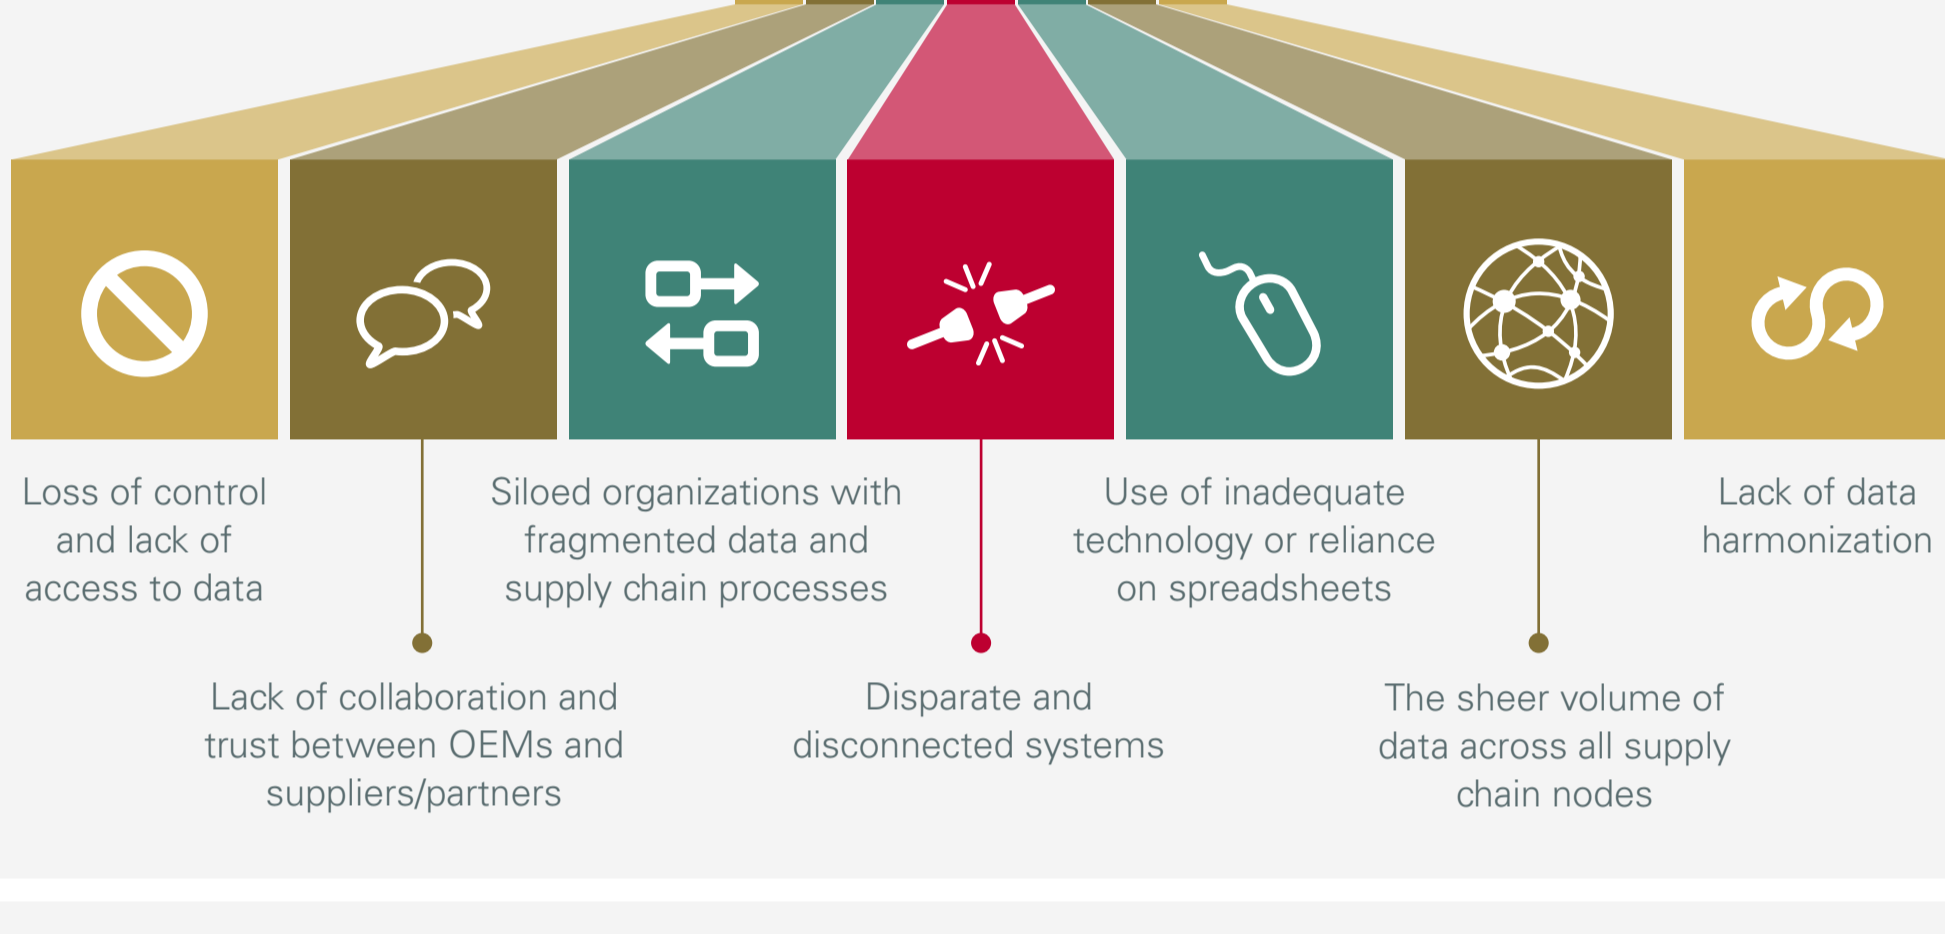 Loss of control
and lack of
access to data
Lack of collaboration and
trust between OEMs and
suppliers/partners
Siloed organizations with
fragmented data and
supply chain processes
Disparate and
disconnected systems
Use of inadequate
technology or reliance
on spreadsheets
The sheer volume of
data across all supply
chain nodes
Lack of data
harmonization